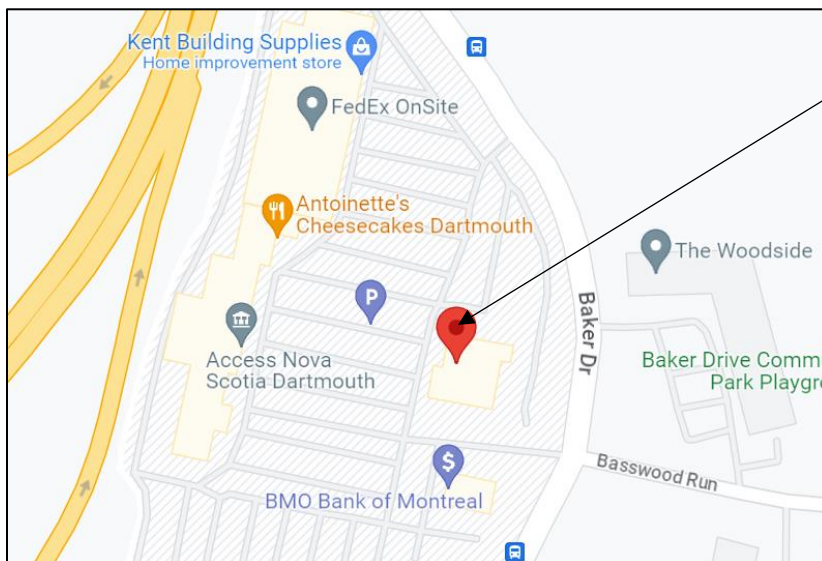 Kent Building Supplies
Home improvement store
FedEx OnSite
Antoinette's
Cheesecakes Dartmouth
The Woodside
P
Baker Dr
Access Nova
Scotia Dartmouth
Baker Drive Comm
Park Playgr
$
BMO Bank of Montreal
Basswood Run